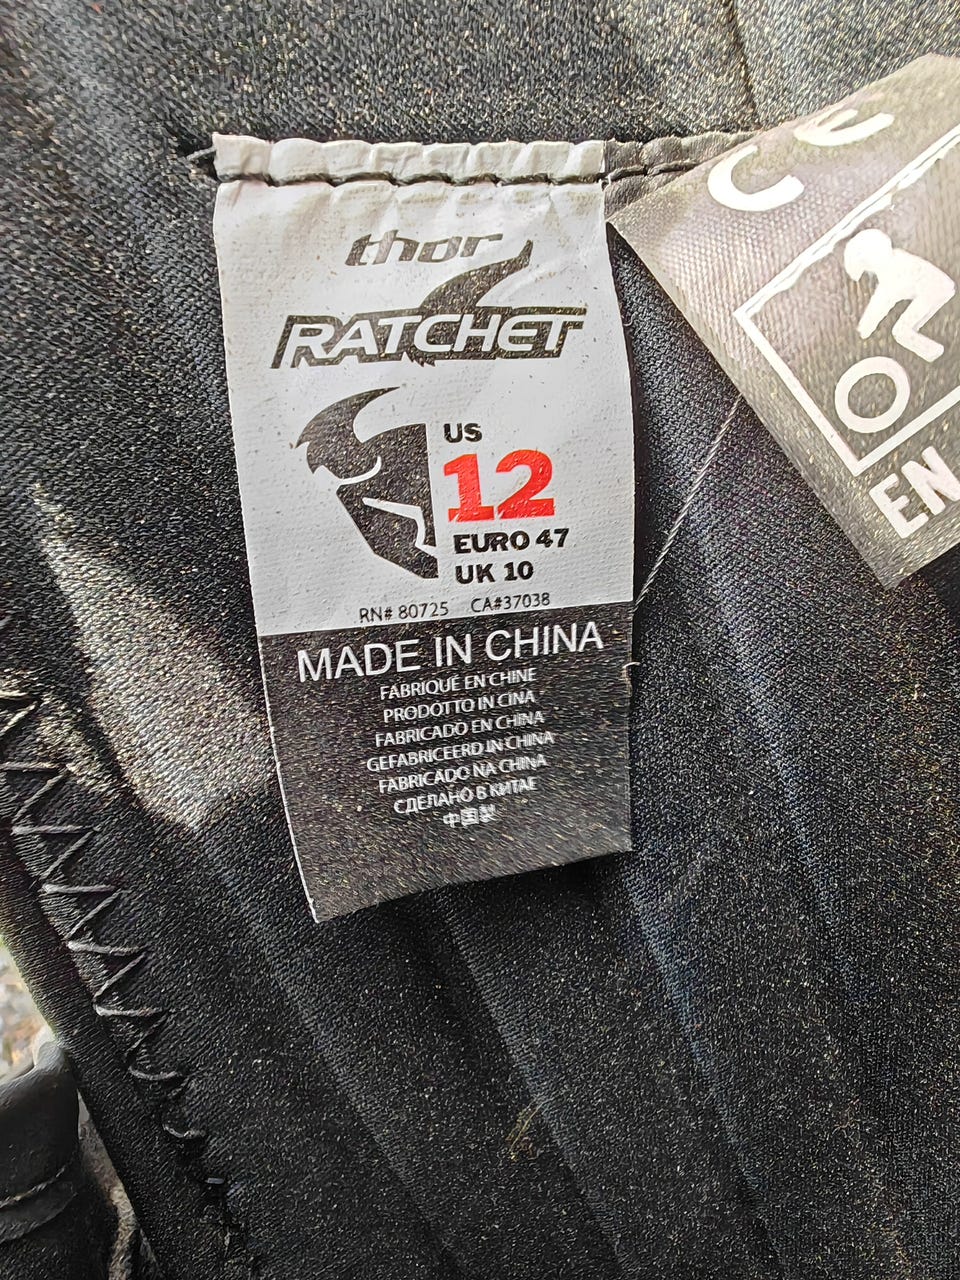 thor
RATCHET
US
12
EURO 47
UK 10
RN# 80725 CA#37038
MADE IN CHINA
FABRIQUÉ EN CHINE
PRODOTTO IN CINA
FABRICADO EN CHINA
GEFABRICEERD IN CHINA
FABRICADO NA CHINA
СДЕЛАНО В КИТАЕ
中国製
CE
EN